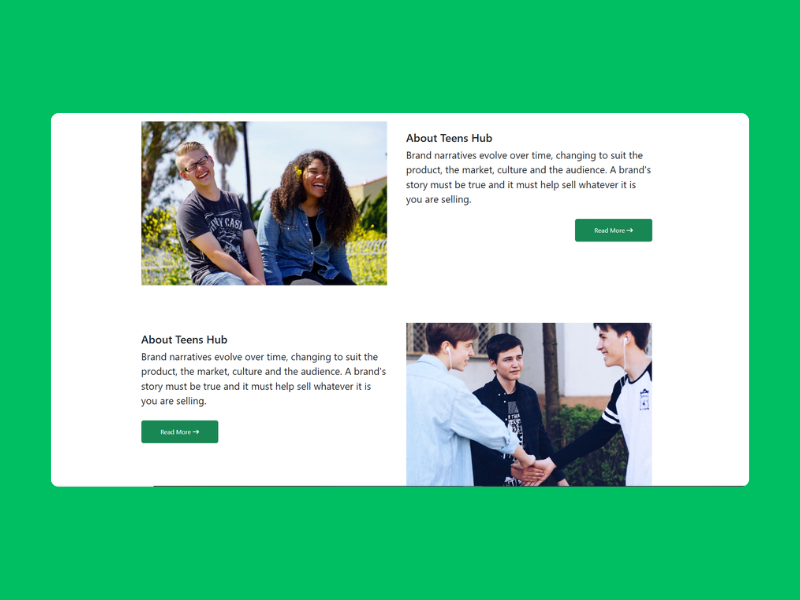 About Teens Hub
Brand narratives evolve over time, changing to suit the
product, the market, culture and the audience. A brand's
story must be true and it must help sell whatever it is
you are selling.
Read More →
About Teens Hub
Brand narratives evolve over time, changing to suit the
product, the market, culture and the audience. A brand's
story must be true and it must help sell whatever it is
you are selling.
Read More →